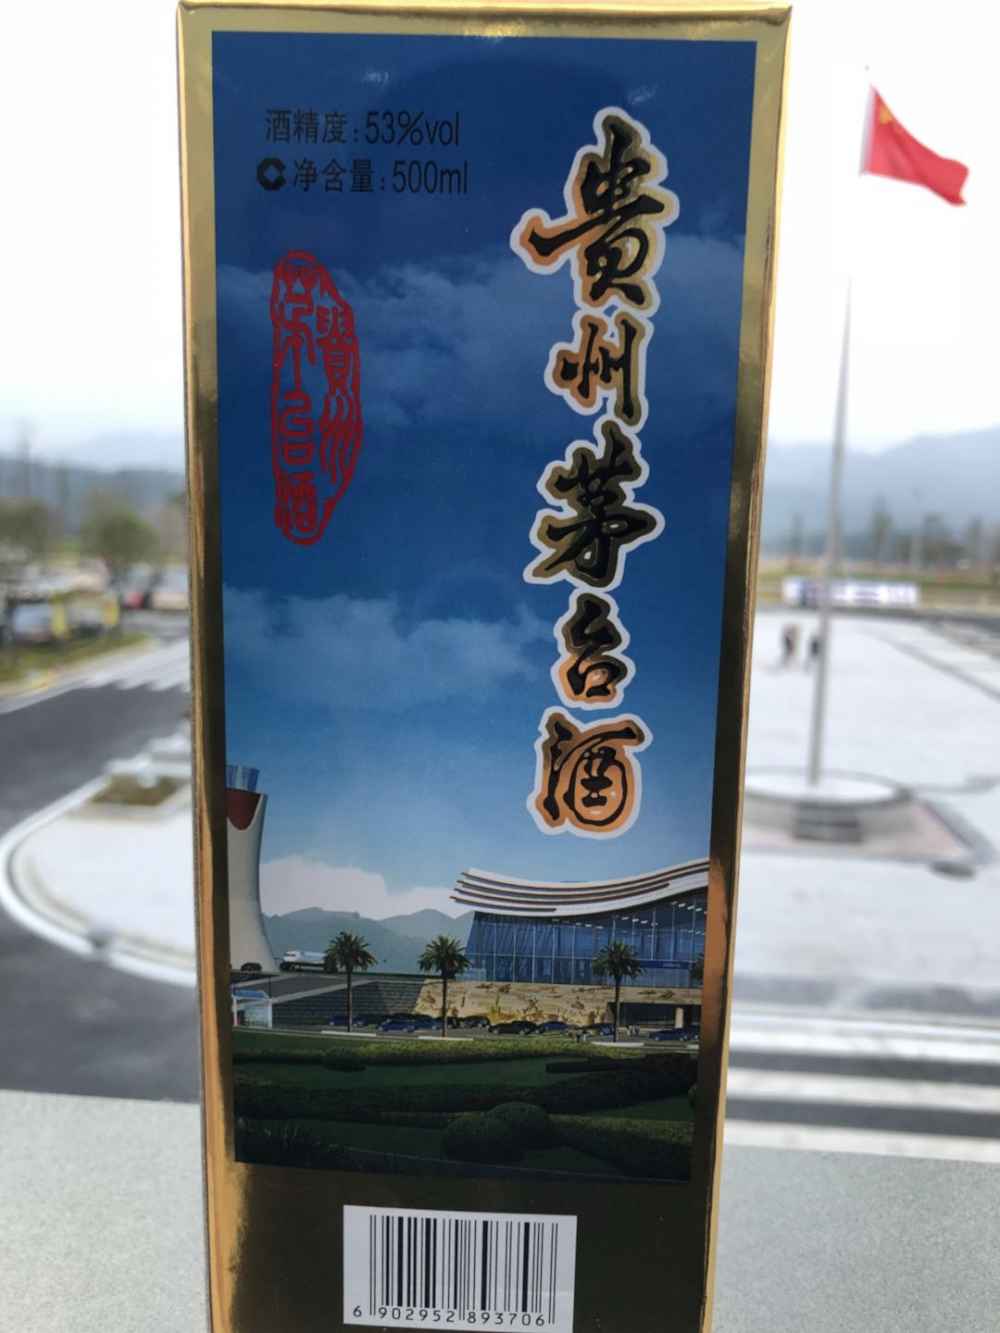 酒精度:53%vol
净含量:500ml
贵州茅台酒
貴州
茅台酒
6 902952 893706